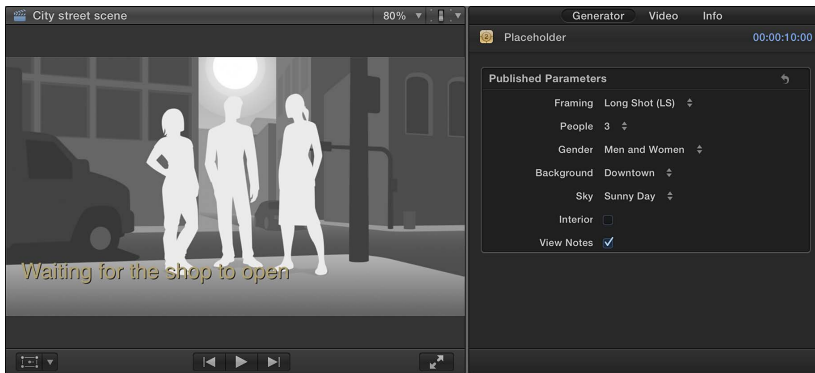 City street scene
80%
Generator Video Info
Placeholder 00:00:10:00
Published Parameters
Framing Long Shot (LS)
People 3
Gender Men and Women
Background Downtown
Sky Sunny Day
Interior
View Notes
Waiting for the shop to open